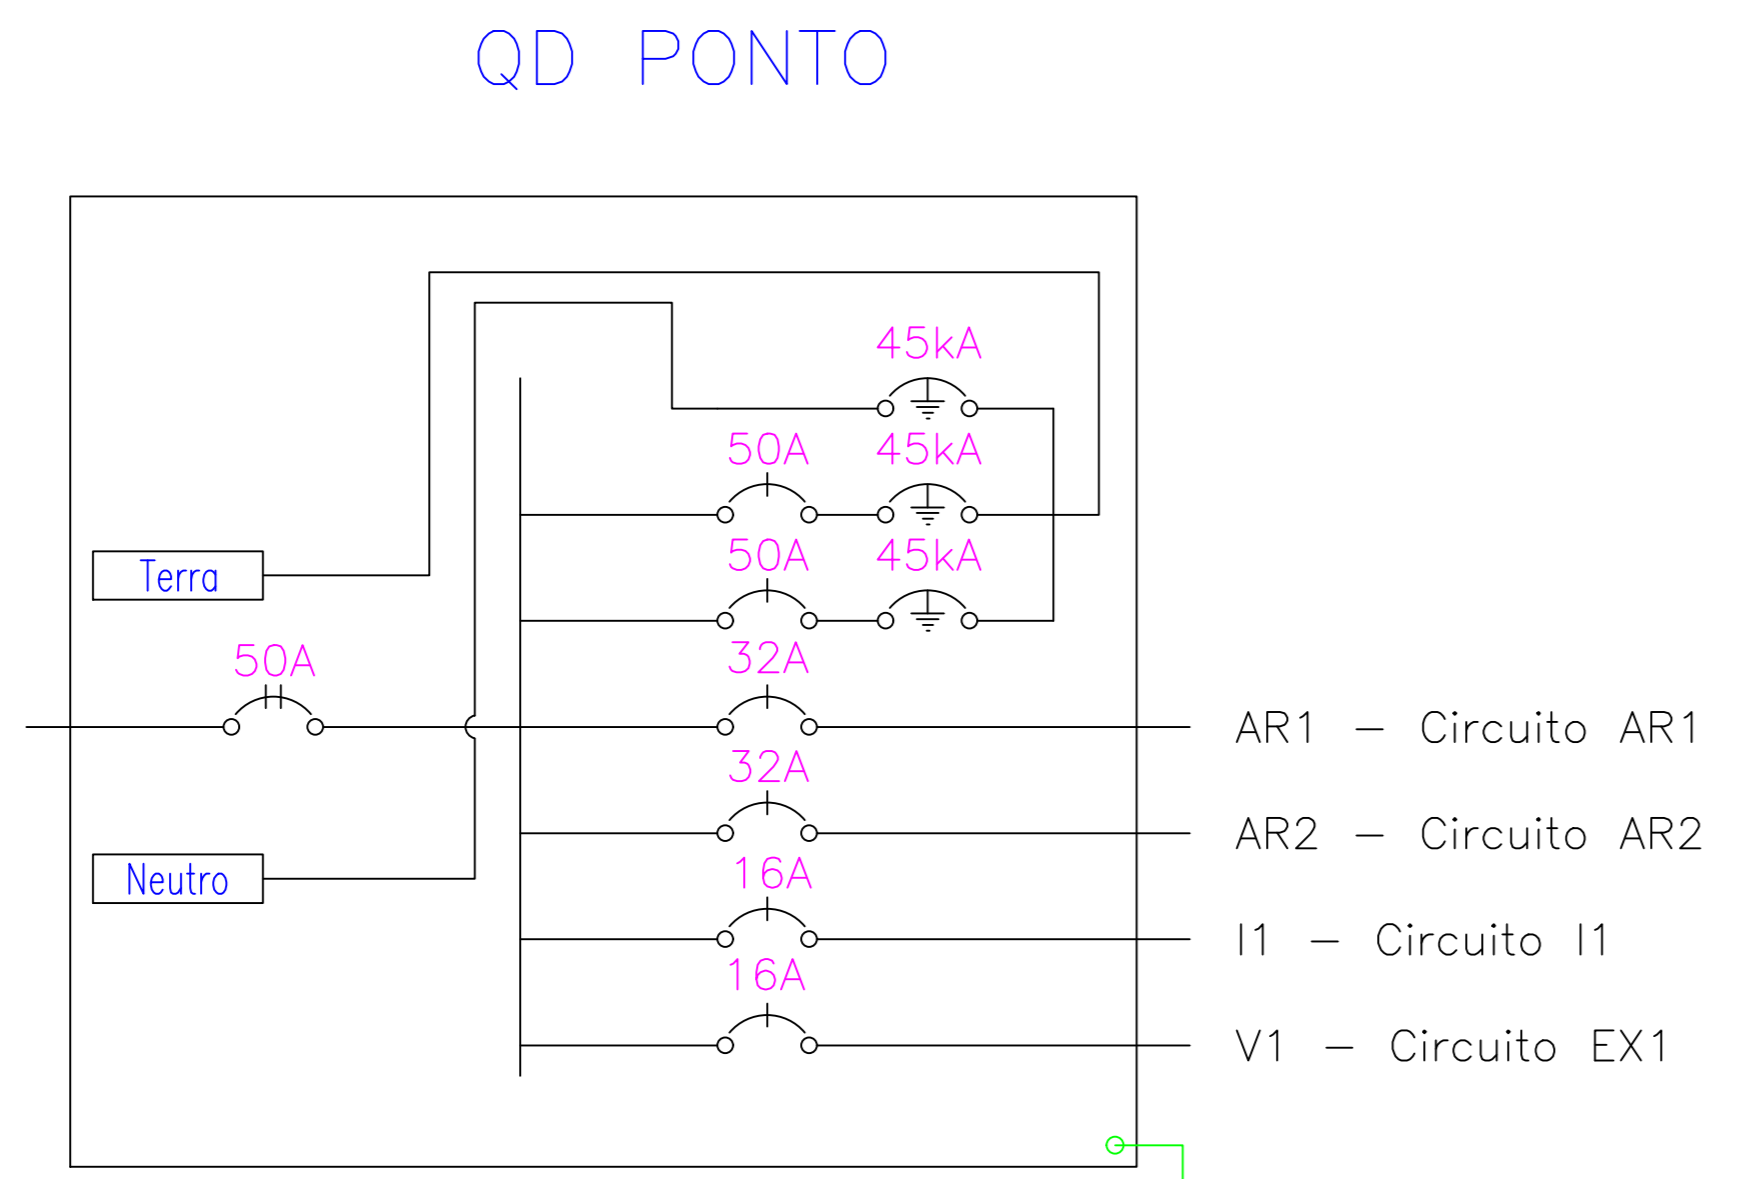 QD PONTO
45kA
50A 45kA
50A 45kA
Terra
50A 32A
AR1 - Circuito AR1
32A
AR2 - Circuito AR2
Neutro 16A
I1 - Circuito I1
16A
V1 - Circuito EX1